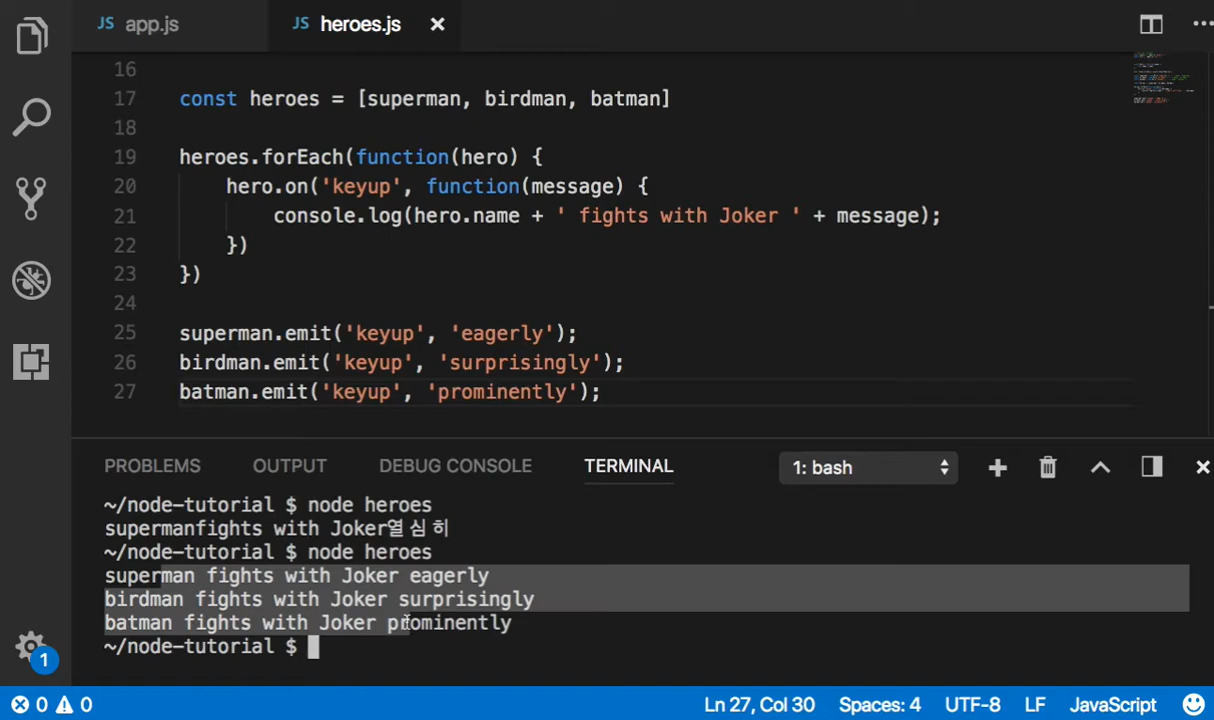 JS app.js
JS heroes.js
16
17 const heroes = [superman, birdman, batman]
18
19 heroes.forEach(function(hero) {
20 hero.on('keyup', function(message) {
21 console.log(hero.name + ' fights with Joker ' + message);
22 })
23 })
24
25 superman.emit('keyup', 'eagerly');
26 birdman.emit('keyup', 'surprisingly');
27 batman.emit('keyup', 'prominently');
PROBLEMS OUTPUT DEBUG CONSOLE TERMINAL 1: bash
~/node-tutorial $ node heroes
supermanfights with Joker열심히
~/node-tutorial $ node heroes
superman fights with Joker eagerly
birdman fights with Joker surprisingly
batman fights with Joker prominently
~/node-tutorial $
1
0 0 Ln 27, Col 30 Spaces: 4 UTF-8 LF JavaScript